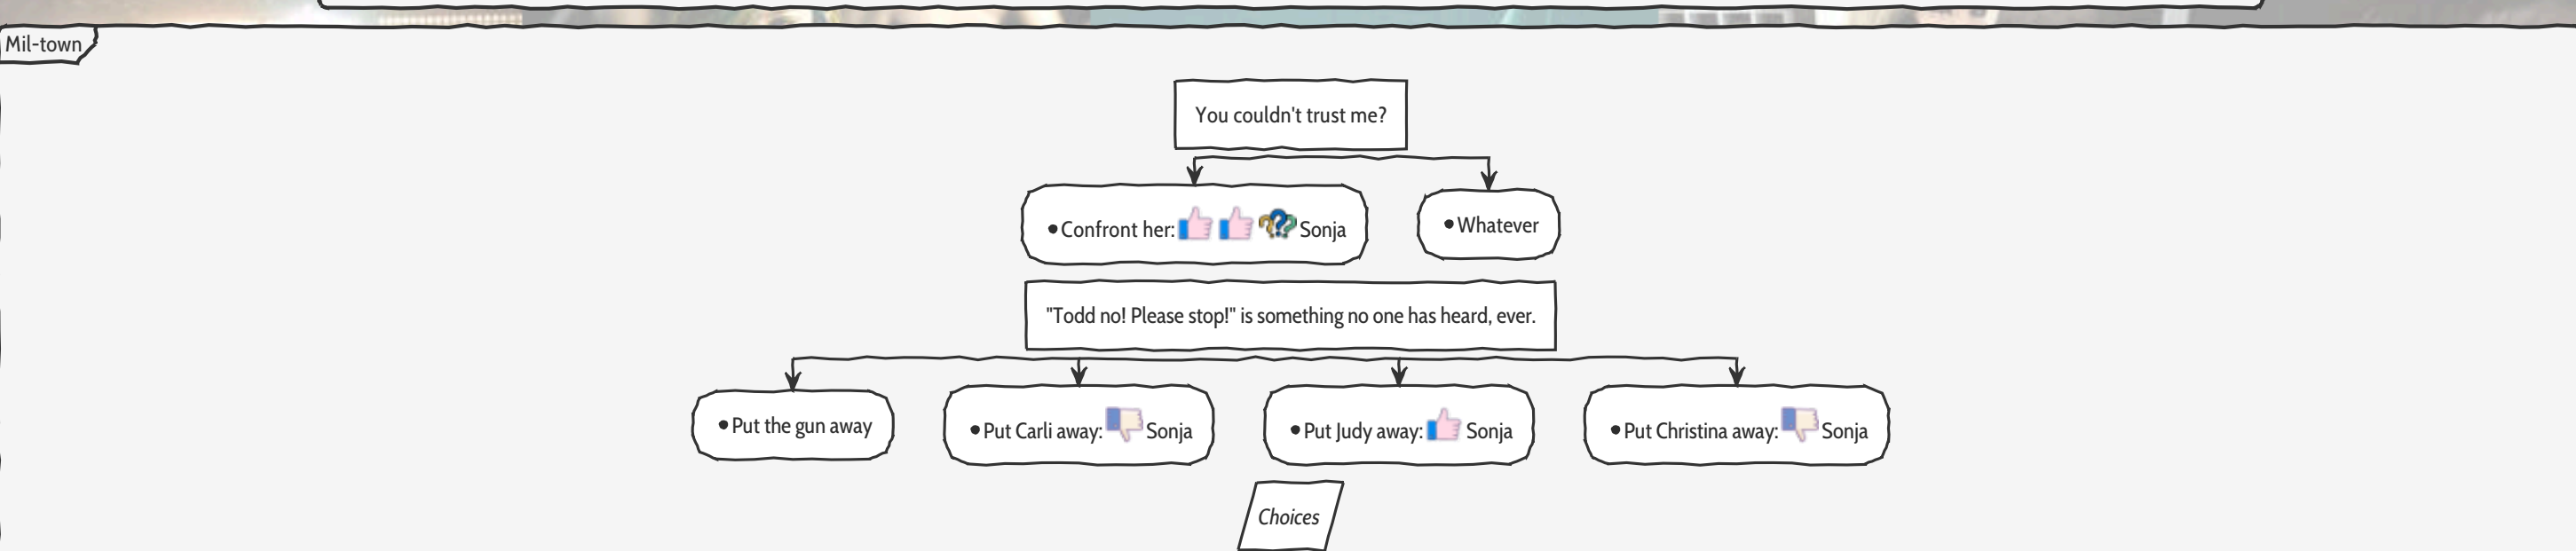 Mil-town
You couldn't trust me?
•Confront her: Sonja
•Whatever
"Todd no! Please stop!" is something no one has heard, ever.
•Put the gun away
•Put Carli away: Sonja
•Put Judy away: Sonja
•Put Christina away: Sonja
Choices